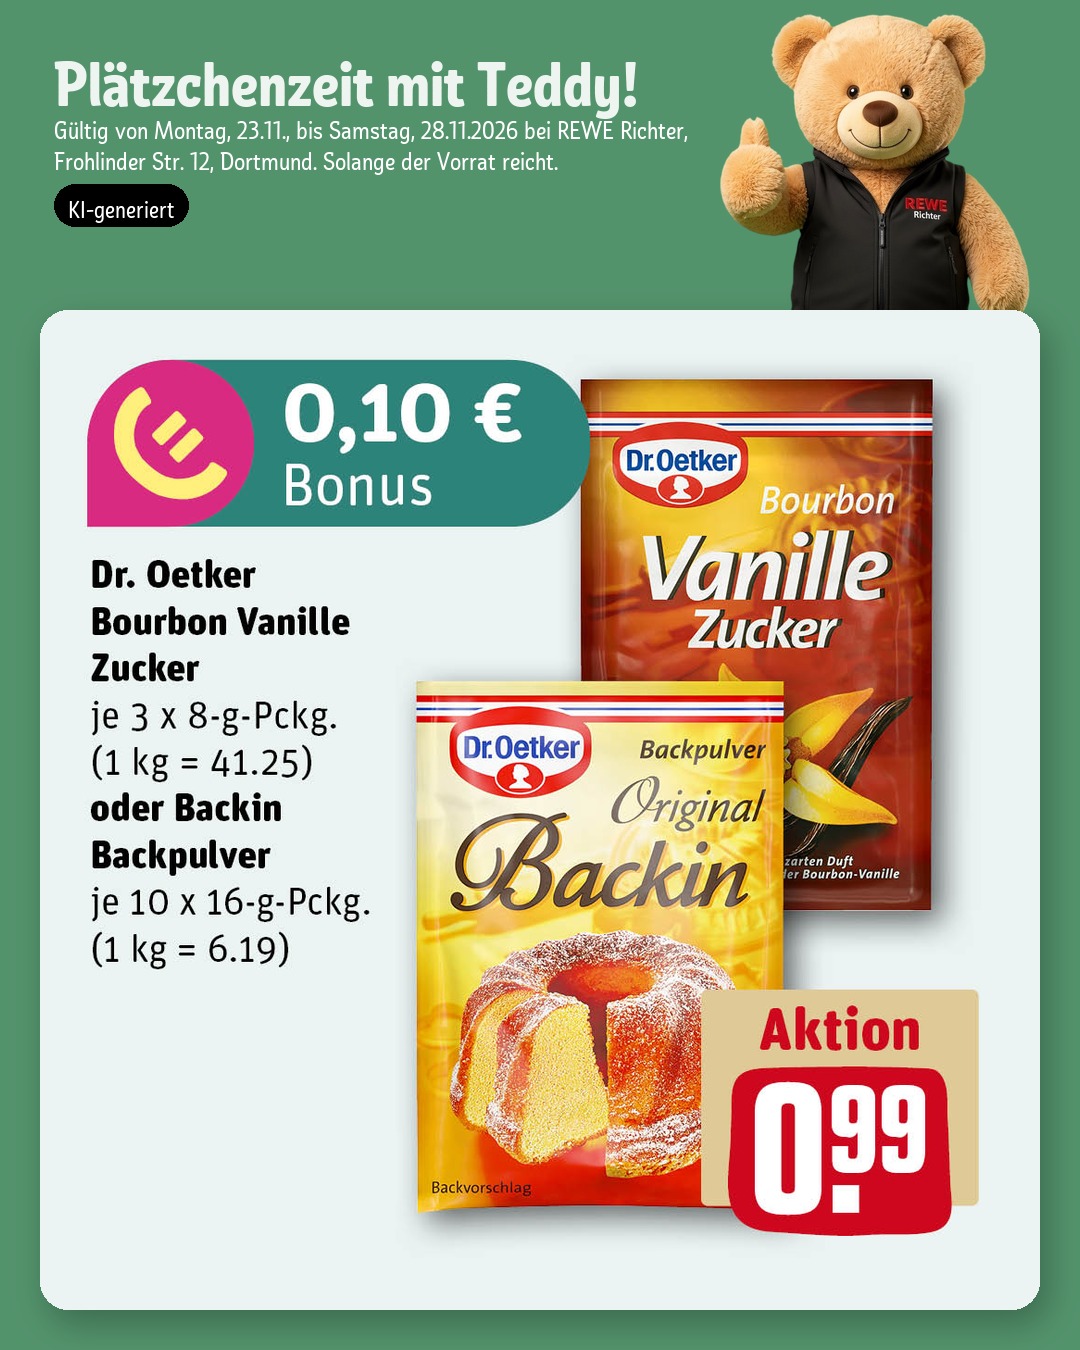 Plätzchenzeit mit Teddy!
Gültig von Montag, 23.11., bis Samstag, 28.11.2026 bei REWE Richter,
Frohlinder Str. 12, Dortmund. Solange der Vorrat reicht.
KI-generiert
REWE
Richter
0,10 €
Bonus
Dr. Oetker
Bourbon Vanille
Zucker
je 3 x 8-g-Pckg.
(1 kg = 41.25)
oder Backin
Backpulver
je 10 x 16-g-Pckg.
(1 kg = 6.19)
Dr. Oetker
Bourbon
Vanille
Zucker
zarten Duft
der Bourbon-Vanille
Dr. Oetker
Backpulver
Original
Backin
Backvorschlag
Aktion
0.99